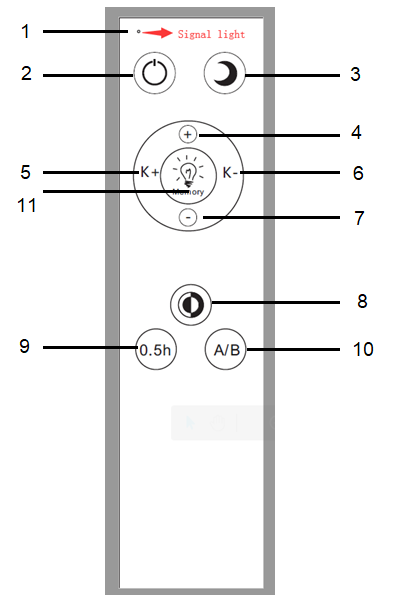 1 Signal light
2 3
+ 4
5 K+ K- 6
11 Memory
- 7
8
9 0.5h A/B 10